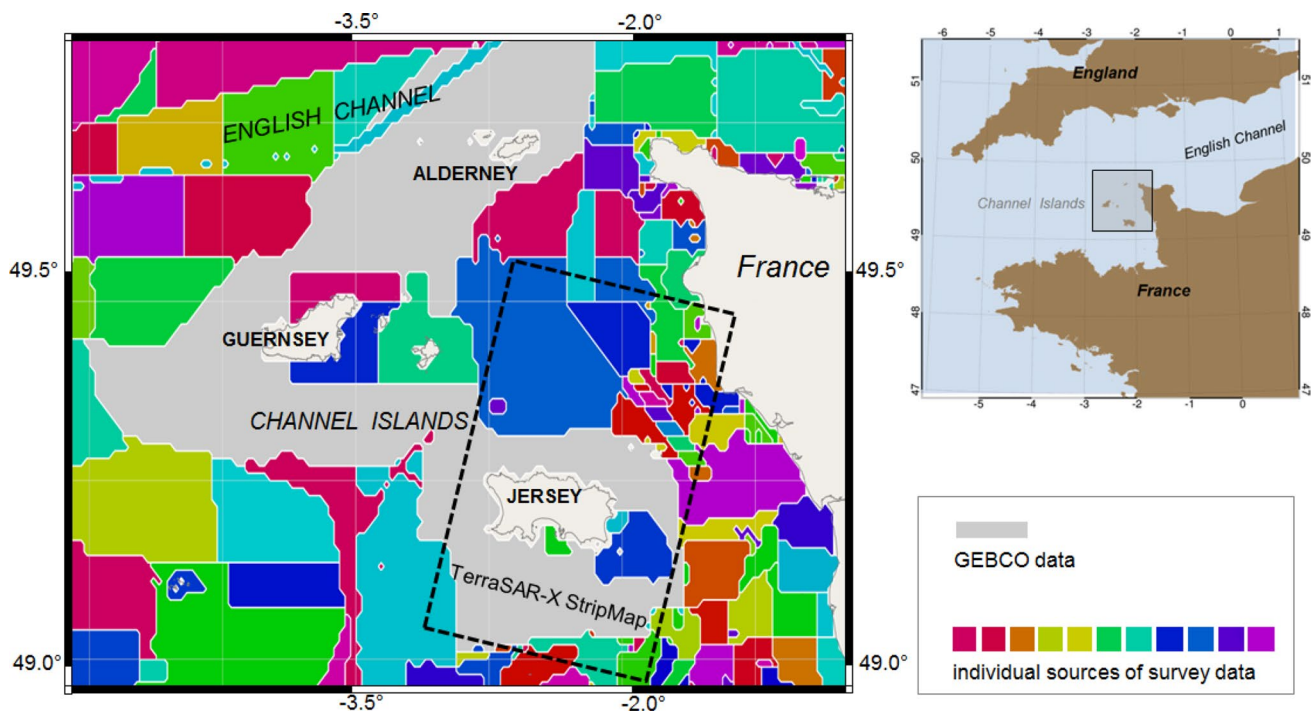 -3.5°
-2.0°
ENGLISH CHANNEL
ALDERNEY
49.5°
49.5°
France
GUERNSEY
CHANNEL ISLANDS
JERSEY
TerraSAR-X StripMap
49.0°
49.0°
-3.5°
-2.0°
-6
-5
-4
-3
-2
-1
0
1
51
51
England
English Channel
50
50
Channel Islands
49
49
France
48
48
47
47
-5
-4
-3
-2
-1
0
GEBCO data
individual sources of survey data